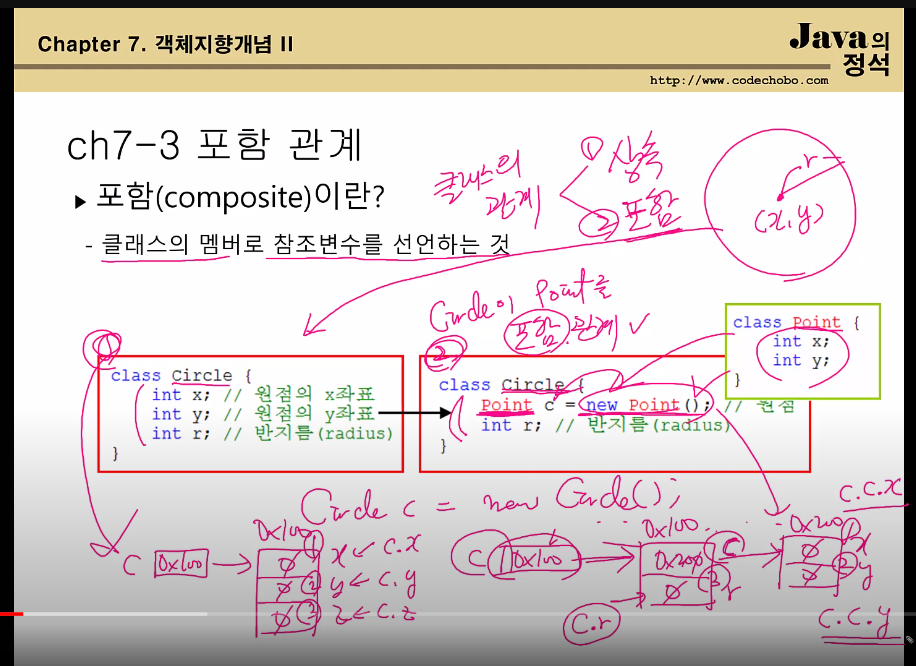 Chapter 7. 객체지향개념 II
Java의
정석
http://www.codechobo.com
ch7-3 포함 관계
▶ 포함(composite)이란?
- 클래스의 멤버로 참조변수를 선언하는 것
클래스의
관계
① 상속
② 포함
r
(x,y)
Circle이 Point를
포함 관계 ✓
①
class Circle {
int x; // 원점의 x좌표
int y; // 원점의 y좌표
int r; // 반지름(radius)
}
②
class Circle {
Point c = new Point(); // 원점
int r; // 반지름(radius)
}
class Point {
int x;
int y;
}
Circle c = new Circle();
C 0x100
0x100
0 ① x ← c.x
0 ② y ← c.y
0 ③ z ← c.z
C 0x100
0x100
0x200 c
0 ③ r
c.r
0x200
0 ① x
0 ② y
c.c.x
c.c.y